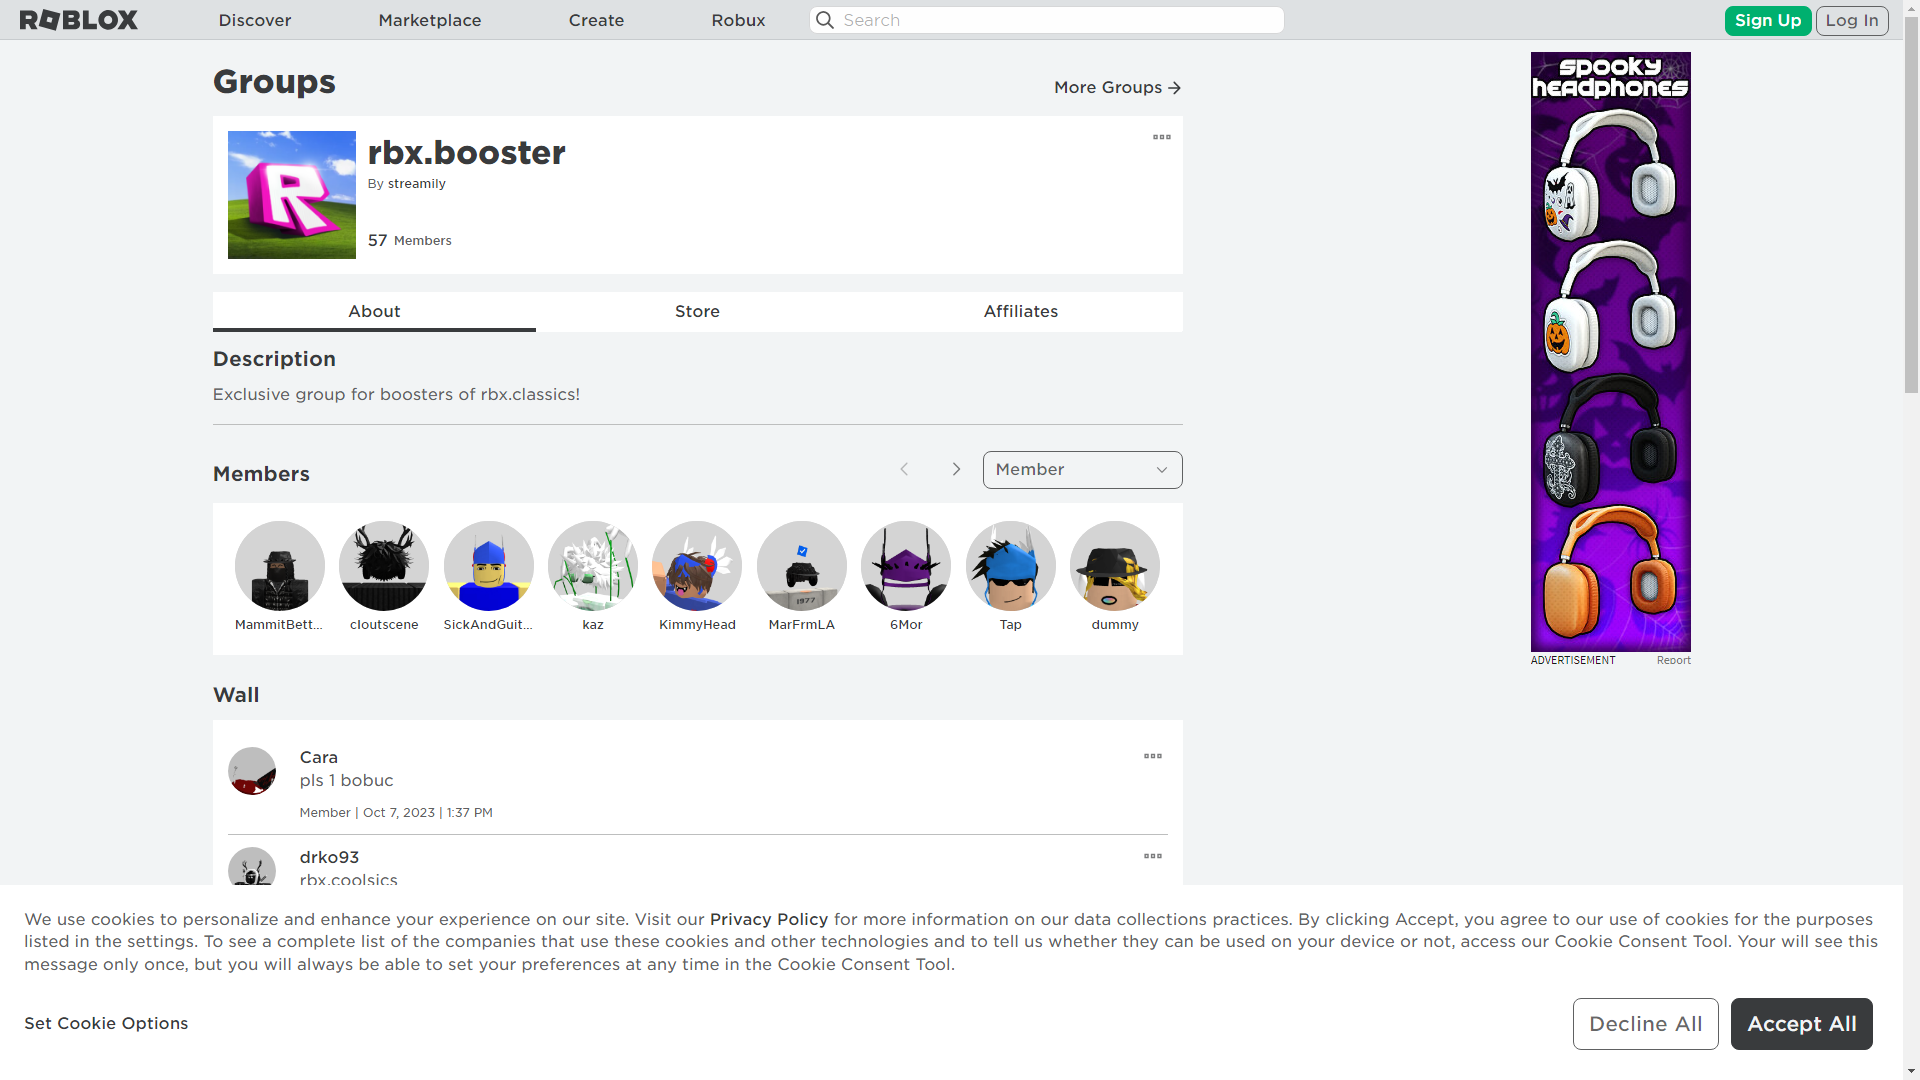 ROBLOX
Discover
Marketplace
Create
Robux
Search
Sign Up
Log In
Groups
More Groups
rbx.booster
By streamily
57 Members
About
Store
Affiliates
Description
Exclusive group for boosters of rbx.classics!
Members
Member
MammitBett...
cloutscene
SickAndGuit...
kaz
KimmyHead
MarFrmLA
6Mor
Tap
dummy
1977
Wall
Cara
pls 1 bobuc
Member | Oct 7, 2023 | 1:37 PM
drko93
rbx.coolsics
spooky
headphones
ADVERTISEMENT
Report
We use cookies to personalize and enhance your experience on our site. Visit our Privacy Policy for more information on our data collections practices. By clicking Accept, you agree to our use of cookies for the purposes
listed in the settings. To see a complete list of the companies that use these cookies and other technologies and to tell us whether they can be used on your device or not, access our Cookie Consent Tool. Your will see this
message only once, but you will always be able to set your preferences at any time in the Cookie Consent Tool.
Set Cookie Options
Decline All
Accept All